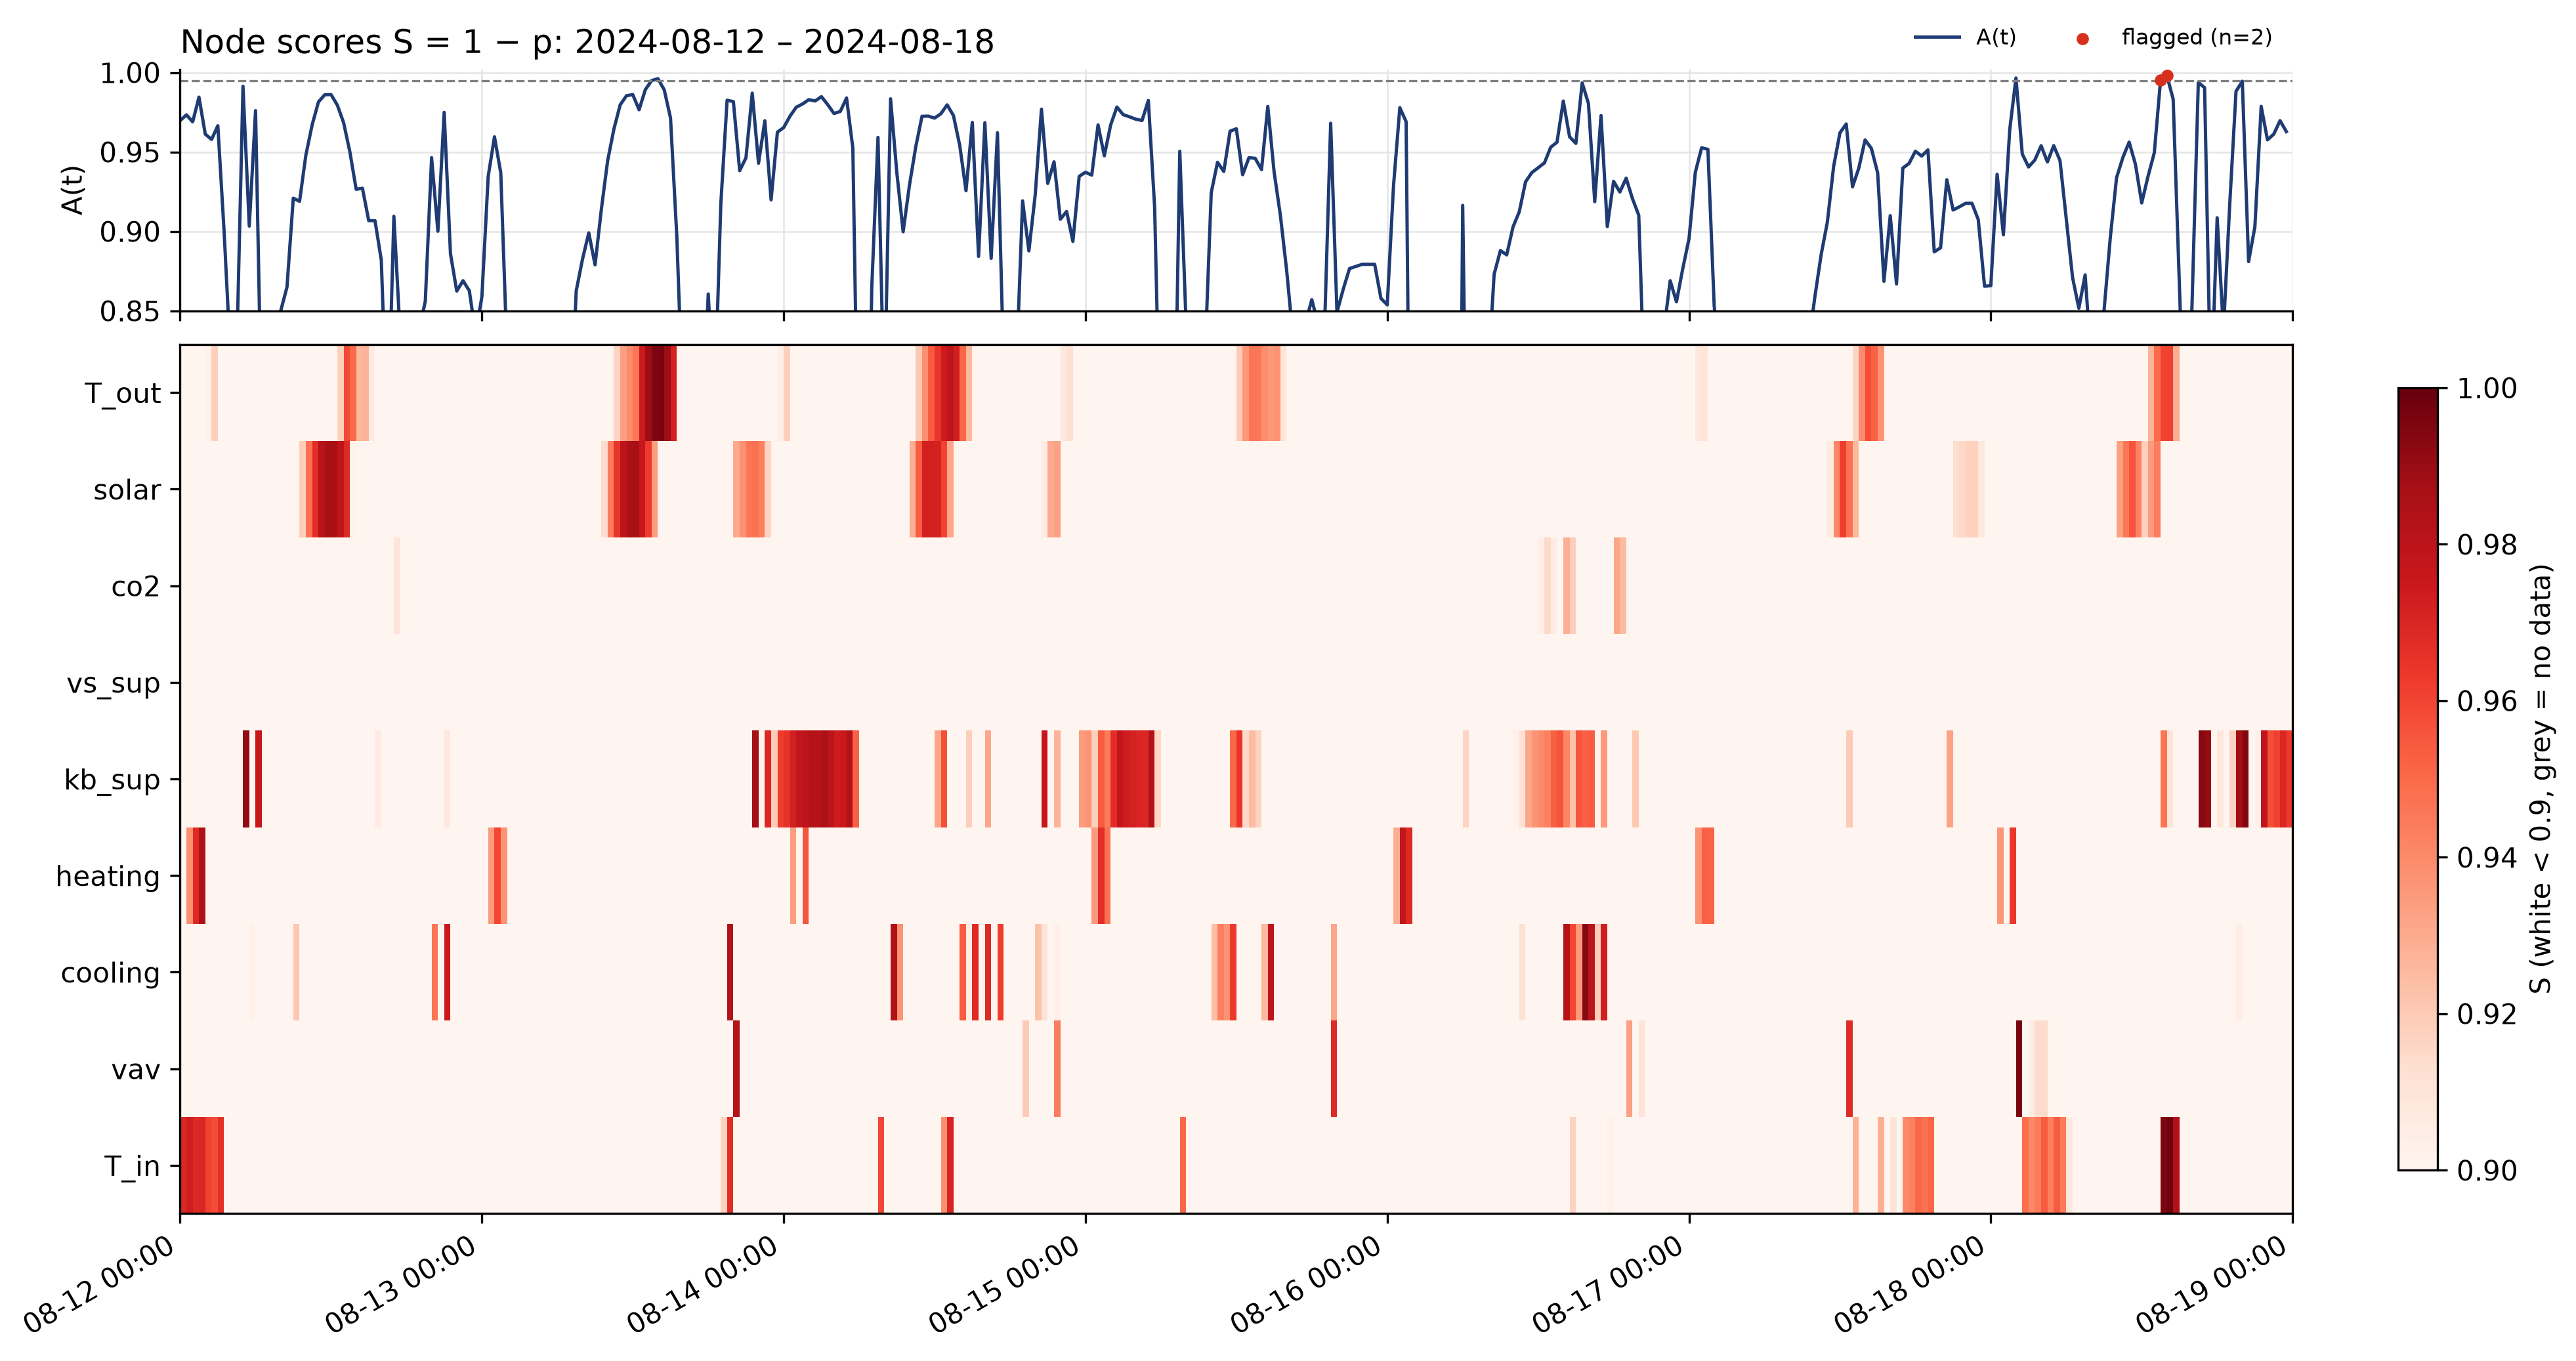 Node scores S = 1 − p: 2024-08-12 – 2024-08-18
A(t)
flagged (n=2)
1.00
0.95
0.90
0.85
A(t)
T_out
solar
co2
vs_sup
kb_sup
heating
cooling
vav
T_in
08-12 00:00
08-13 00:00
08-14 00:00
08-15 00:00
08-16 00:00
08-17 00:00
08-18 00:00
08-19 00:00
1.00
0.98
0.96
0.94
0.92
0.90
S (white < 0.9, grey = no data)